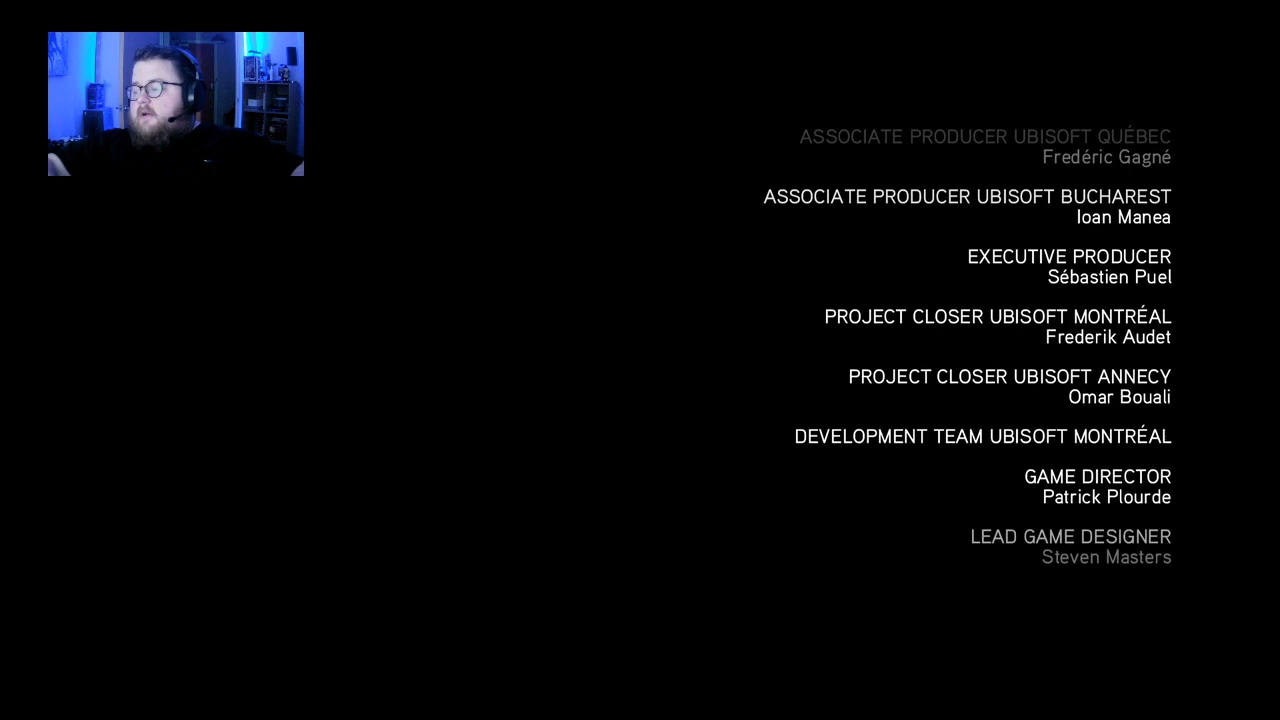 ASSOCIATE PRODUCER UBISOFT QUÉBEC
Fredéric Gagné
ASSOCIATE PRODUCER UBISOFT BUCHAREST
Ioan Manea
EXECUTIVE PRODUCER
Sébastien Puel
PROJECT CLOSER UBISOFT MONTRÉAL
Frederik Audet
PROJECT CLOSER UBISOFT ANNECY
Omar Bouali
DEVELOPMENT TEAM UBISOFT MONTRÉAL
GAME DIRECTOR
Patrick Plourde
LEAD GAME DESIGNER
Steven Masters